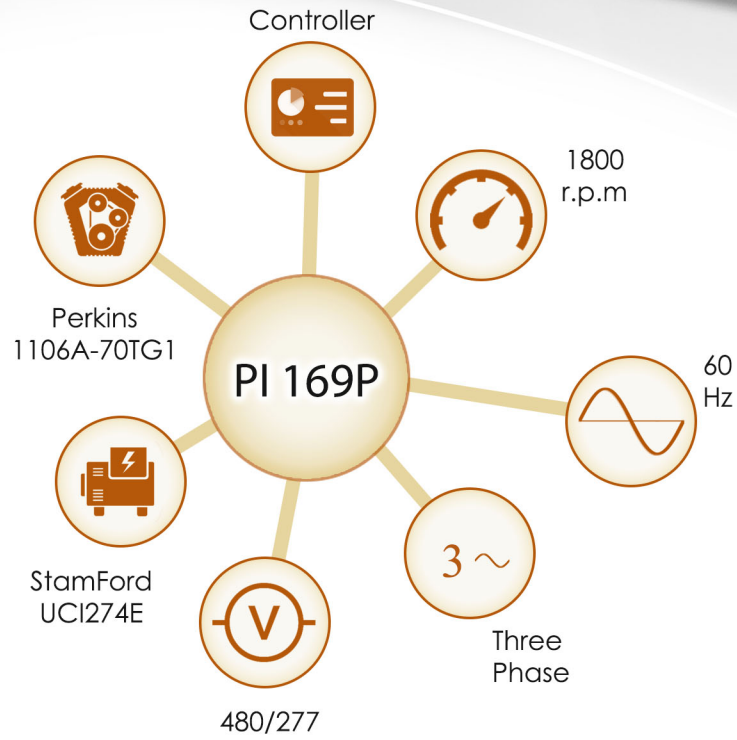 Controller
1800
r.p.m
Perkins
1106A-70TG1
PI 169P
60
Hz
StamFord
UCI274E
V
3 ~
Three
Phase
480/277